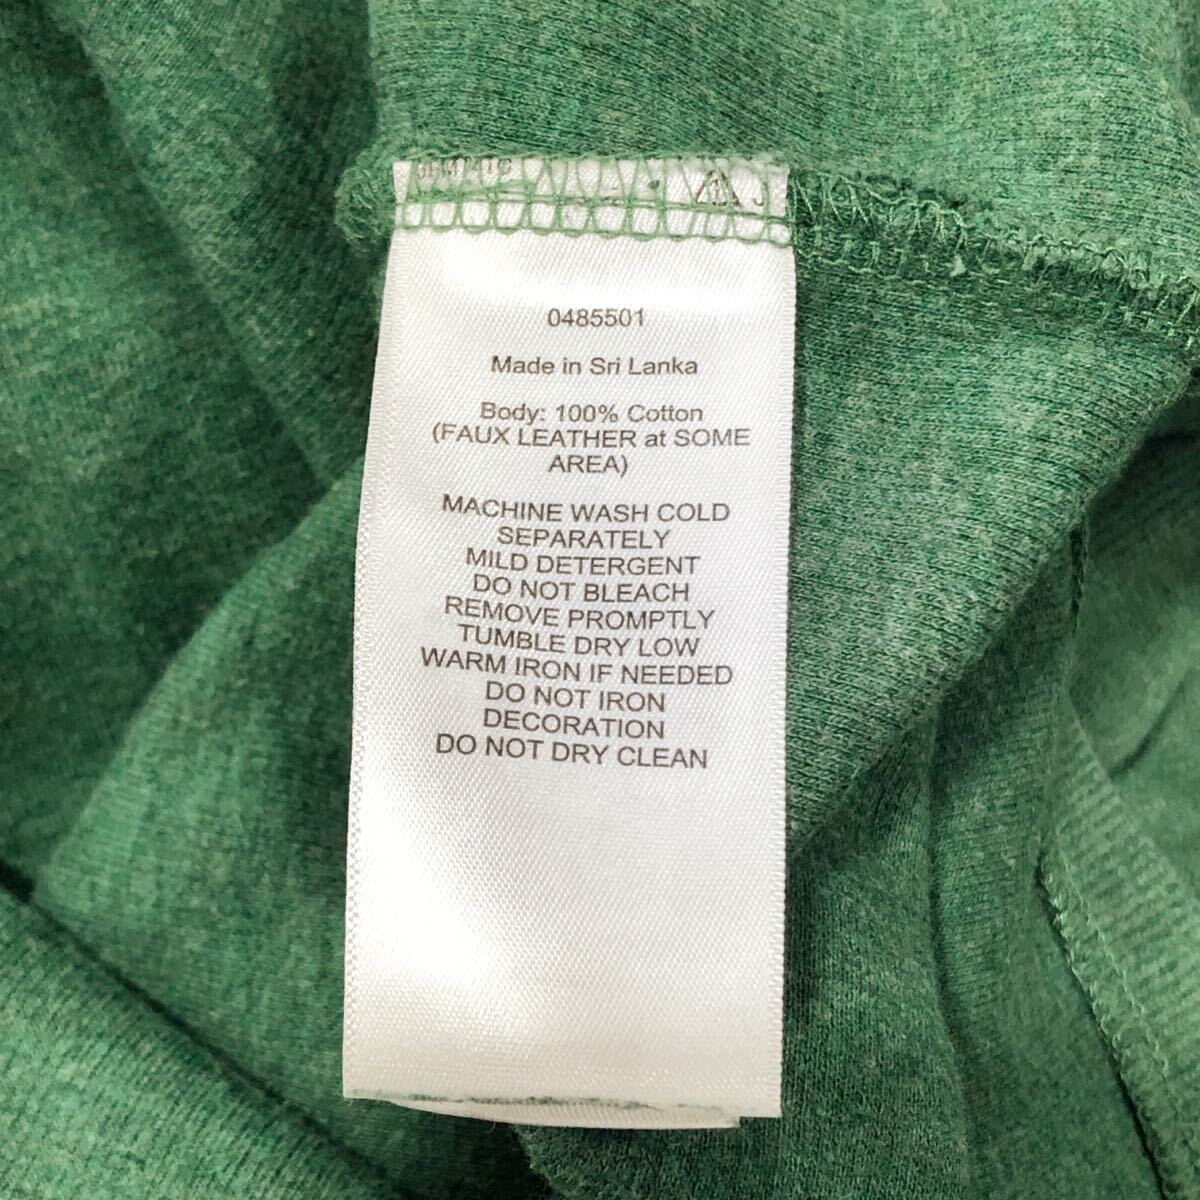 0485501
Made in Sri Lanka
Body: 100% Cotton
(FAUX LEATHER at SOME
AREA)
MACHINE WASH COLD
SEPARATELY
MILD DETERGENT
DO NOT BLEACH
REMOVE PROMPTLY
TUMBLE DRY LOW
WARM IRON IF NEEDED
DO NOT IRON
DECORATION
DO NOT DRY CLEAN